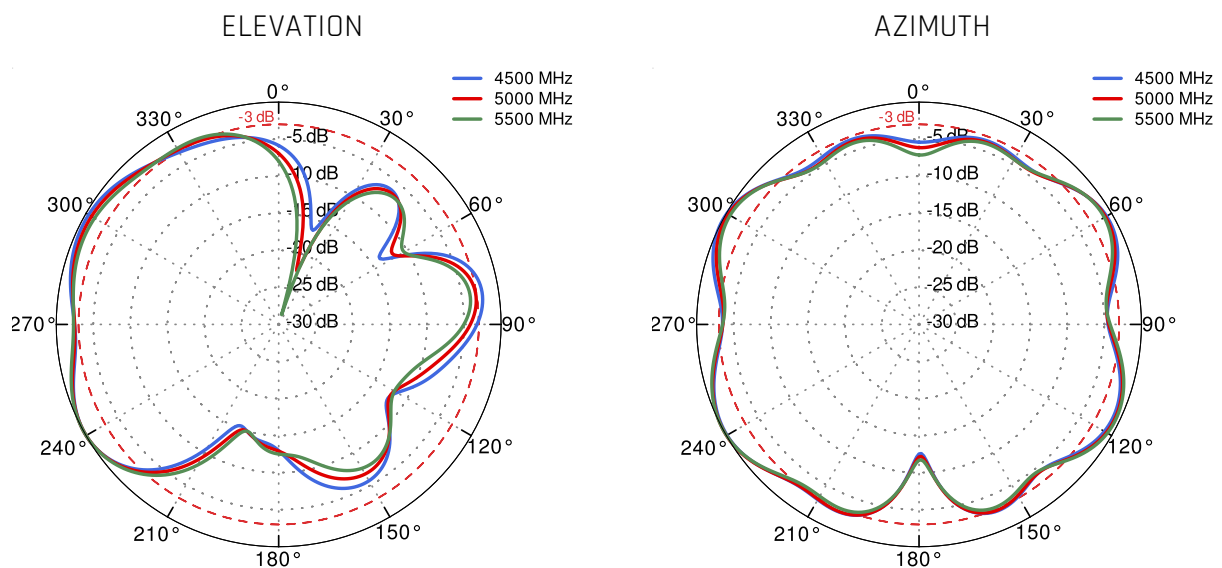 ELEVATION
4500 MHz
5000 MHz
5500 MHz
0°
-3 dB
330°
30°
-5 dB
-10 dB
300°
60°
-15 dB
-20 dB
25 dB
-30 dB
270°
90°
240°
120°
210°
150°
180°
AZIMUTH
4500 MHz
5000 MHz
5500 MHz
0°
-3 dB
330°
30°
-5 dB
-10 dB
300°
60°
-15 dB
-20 dB
-25 dB
-30 dB
270°
90°
240°
120°
210°
150°
180°